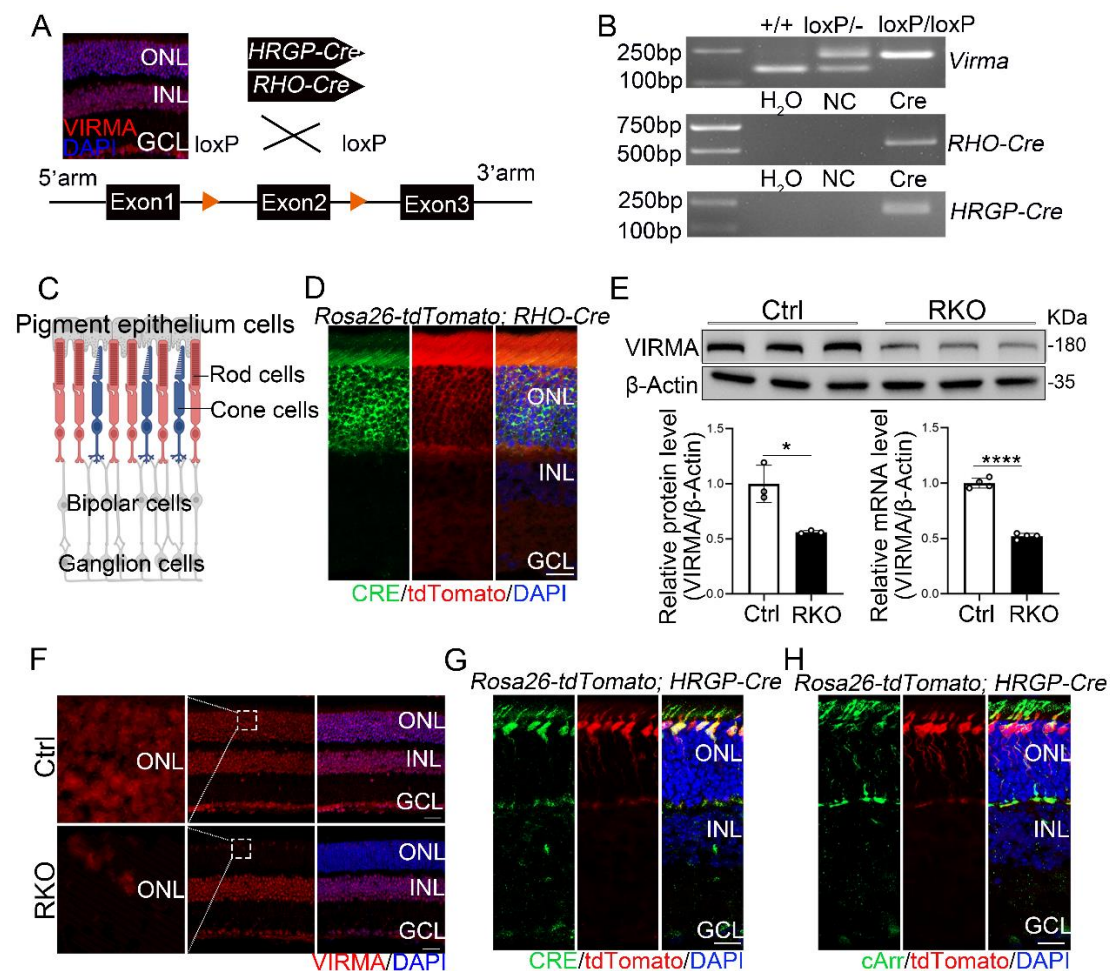 A
ONL
INL
VIRMA
DAPI
GCL
HRGP-Cre
RHO-Cre
loxP
loxP
5'arm
3'arm
Exon1
Exon2
Exon3
B
+/+ loxP/- loxP/loxP
250bp
100bp
Virma
H2O NC Cre
750bp
500bp
RHO-Cre
H2O NC Cre
250bp
100bp
HRGP-Cre
C
Pigment epithelium cells
Rod cells
Cone cells
Bipolar cells
Ganglion cells
D
Rosa26-tdTomato; RHO-Cre
ONL
INL
GCL
CRE/tdTomato/DAPI
E
Ctrl RKO
KDa
VIRMA
-180
β-Actin
-35
Relative protein level
(VIRMA/β-Actin)
1.5
1.0
0.5
0.0
*
Ctrl RKO
Relative mRNA level
(VIRMA/β-Actin)
1.5
1.0
0.5
0.0
****
Ctrl RKO
F
Ctrl
ONL
ONL
INL
GCL
RKO
ONL
ONL
INL
GCL
VIRMA/DAPI
G
Rosa26-tdTomato; HRGP-Cre
ONL
INL
GCL
CRE/tdTomato/DAPI
H
Rosa26-tdTomato; HRGP-Cre
ONL
INL
GCL
cArr/tdTomato/DAPI